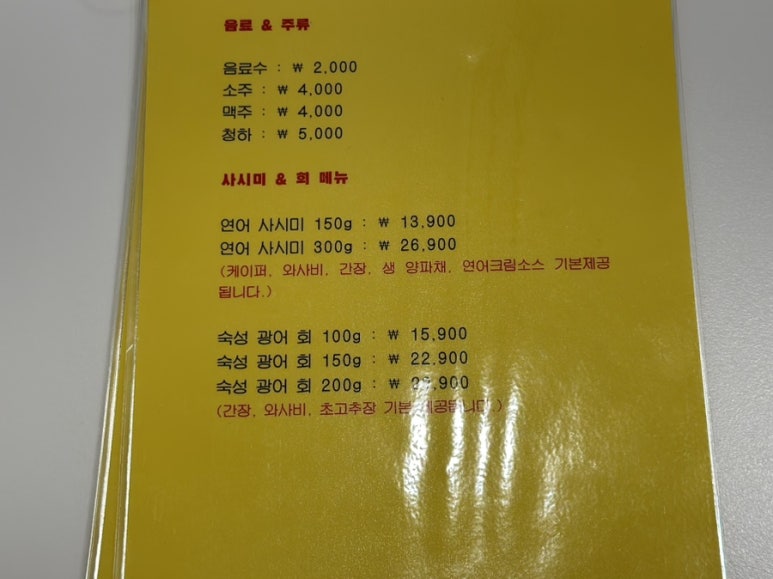 음료 & 주류
음료수 : ₩ 2,000
소주 : ₩ 4,000
맥주 : ₩ 4,000
청하 : ₩ 5,000
사시미 & 회 메뉴
연어 사시미 150g : ₩ 13,900
연어 사시미 300g : ₩ 26,900
(케이퍼, 와사비, 간장, 생 양파채, 연어크림소스 기본제공
됩니다.)
숙성 광어 회 100g : ₩ 15,900
숙성 광어 회 150g : ₩ 22,900
숙성 광어 회 200g : ₩
(간장, 와사비, 초고추장 기본 제공됩니다.)